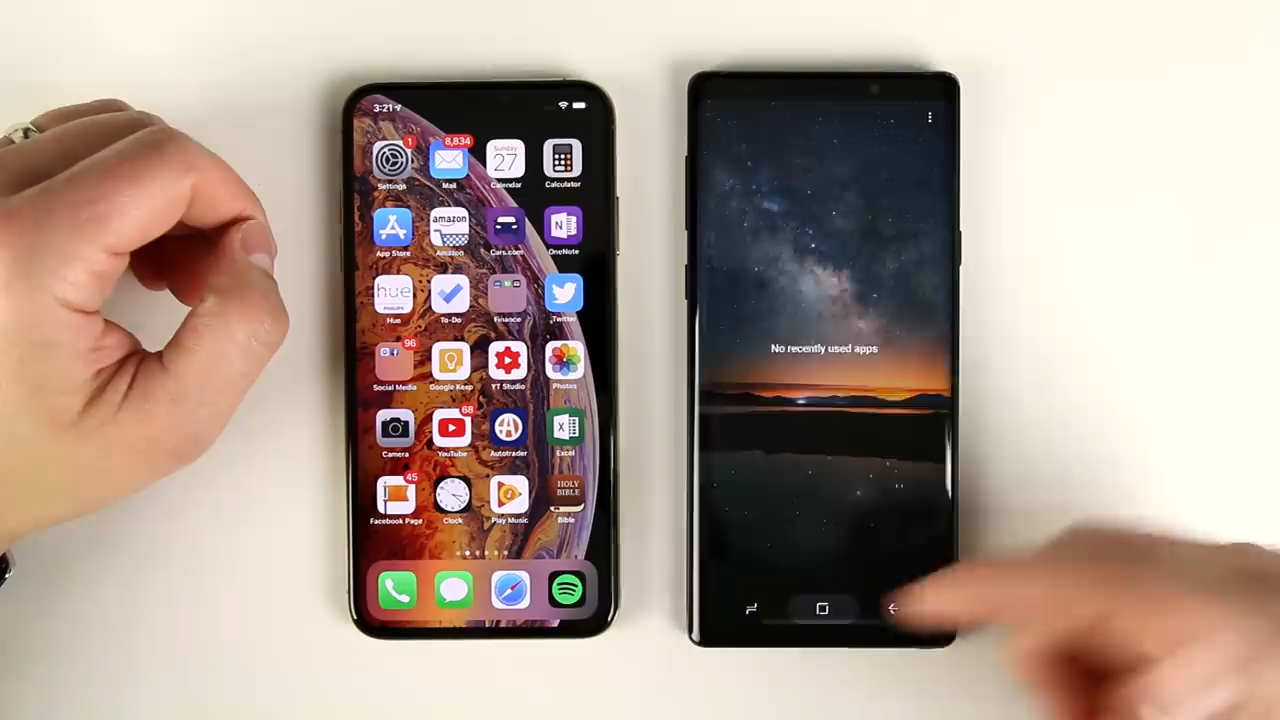 3:21
1
8,834
Sunday
27
Settings
Mail
Calendar
Calculator
amazon
App Store
Amazon
Cars.com
OneNote
hue
PHILIPS
Hue
To-Do
Finance
Twitter
96
Social Media
Google Keep
YT Studio
Photos
68
Camera
YouTube
Autotrader
Excel
45
HOLY
BIBLE
Facebook Page
Clock
Play Music
Bible
No recently used apps